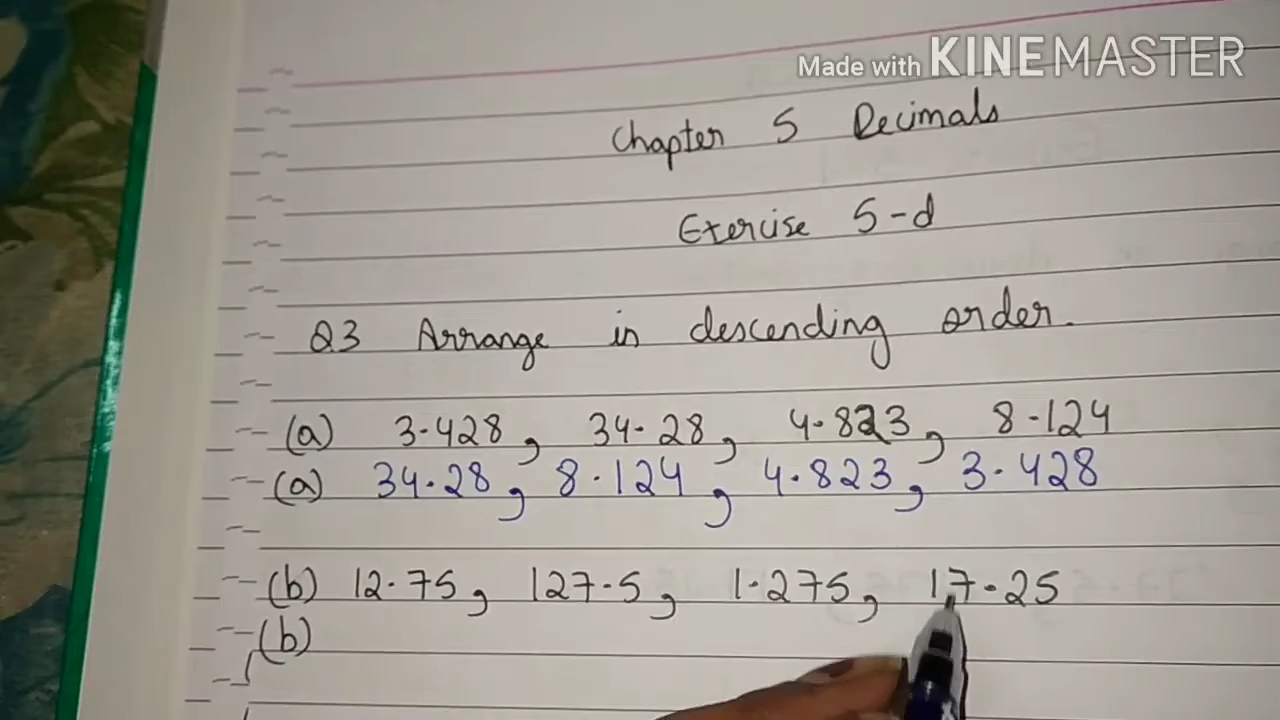 Made with KINEMASTER
Chapter 5 Decimals
Exercise 5-d
Q3 Arrange in descending order.
(a) 3.428, 34.28, 4.823, 8.124
(a) 34.28, 8.124, 4.823, 3.428
(b) 12.75, 127.5, 1.275, 17.25
(b)